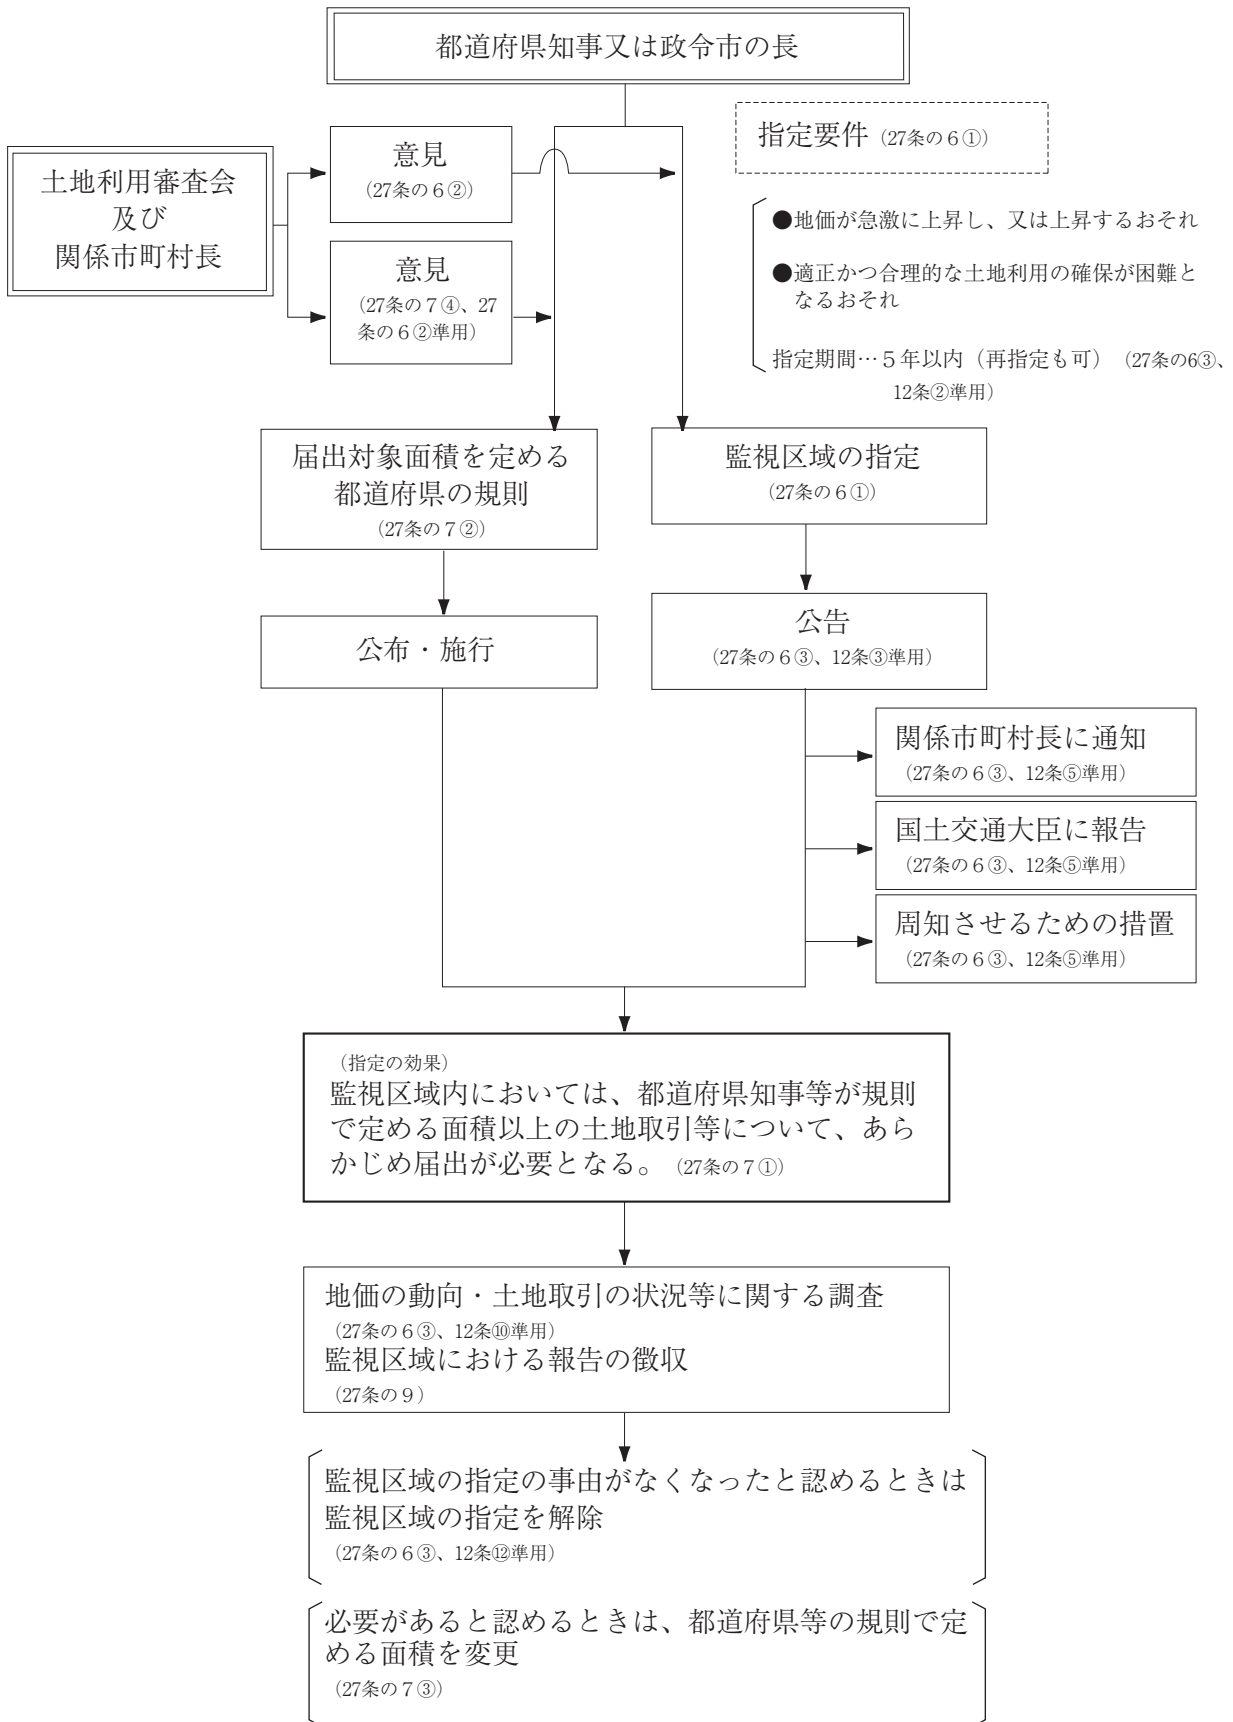 都道府県知事又は政令市の長
土地利用審査会
及び
関係市町村長
意見
（27条の６②）
意見
（27条の７④、27
条の６②準用）
指定要件（27条の６①）
●地価が急激に上昇し、又は上昇するおそれ
●適正かつ合理的な土地利用の確保が困難と
なるおそれ
指定期間…５年以内（再指定も可）（27条の6③、
12条②準用）
届出対象面積を定める
都道府県の規則
（27条の７②）
監視区域の指定
（27条の６①）
公布・施行
公告
（27条の６③、12条③準用）
関係市町村長に通知
（27条の６③、12条⑤準用）
国土交通大臣に報告
（27条の６③、12条⑤準用）
周知させるための措置
（27条の６③、12条⑤準用）
（指定の効果）
監視区域内においては、都道府県知事等が規則
で定める面積以上の土地取引等について、あら
かじめ届出が必要となる。（27条の７①）
地価の動向・土地取引の状況等に関する調査
（27条の６③、12条⑩準用）
監視区域における報告の徴収
（27条の９）
監視区域の指定の事由がなくなったと認めるときは
監視区域の指定を解除
（27条の６③、12条⑫準用）
必要があると認めるときは、都道府県等の規則で定
める面積を変更
（27条の７③）